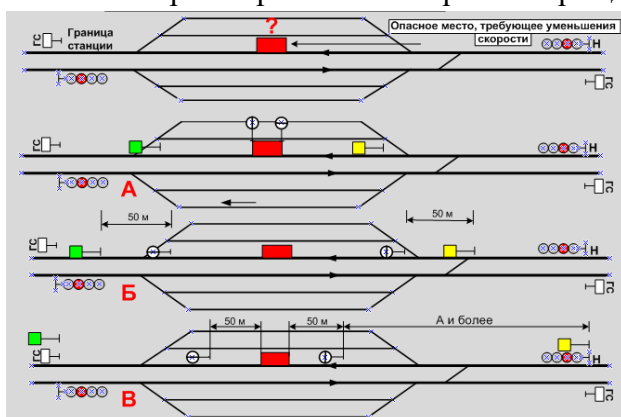 ?
ГС
Граница
станции
Опасное место, требующее уменьшения
скорости
Н
ГС
ГС
А
Н
ГС
50 м
50 м
ГС
Б
Н
ГС
50 м
50 м
А и более
ГС
В
Н
ГС